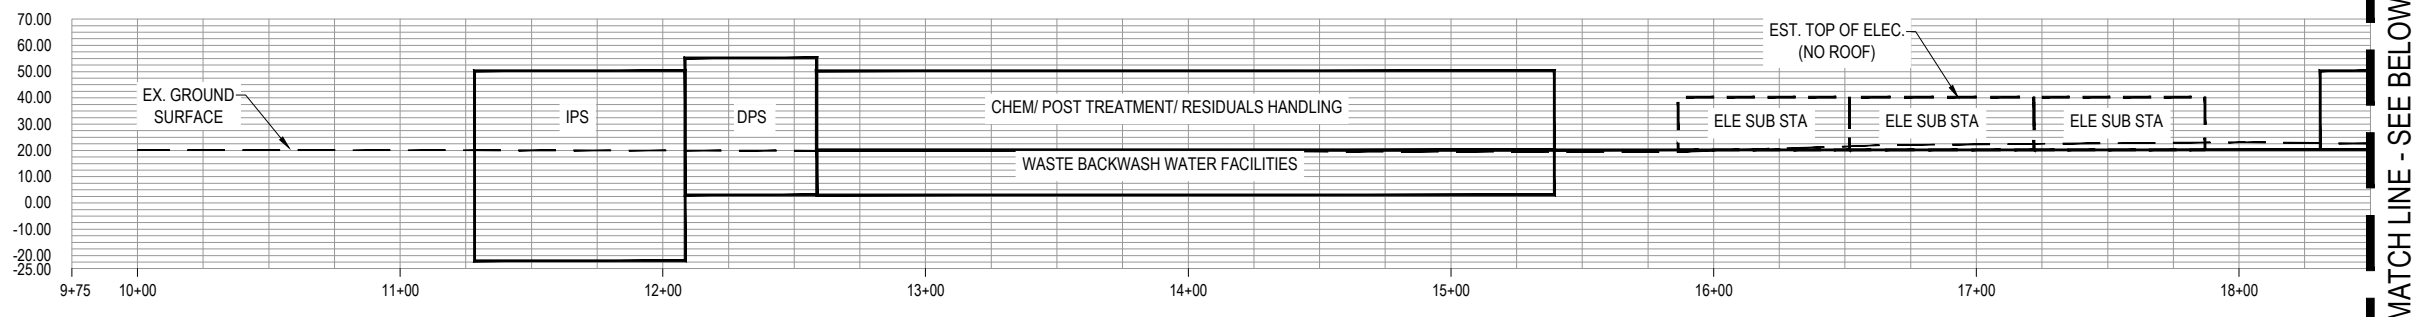 70.00
60.00
50.00
40.00
30.00
20.00
10.00
0.00
-10.00
-20.00
-25.00
EX. GROUND
SURFACE
IPS
DPS
CHEM/ POST TREATMENT/ RESIDUALS HANDLING
WASTE BACKWASH WATER FACILITIES
EST. TOP OF ELEC.
(NO ROOF)
ELE SUB STA
ELE SUB STA
ELE SUB STA
9+75
10+00
11+00
12+00
13+00
14+00
15+00
16+00
17+00
18+00
MATCH LINE - SEE BELOW